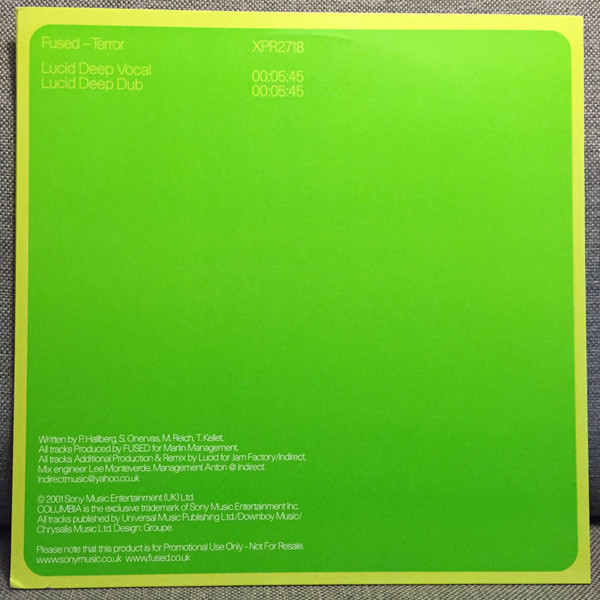 Fused – Terror XPR2718
Lucid Deep Vocal 00:05:45
Lucid Deep Dub 00:05:45
Written by P. Hallberg, S. Onervas, M. Reich, T. Kellet.
All tracks Produced by FUSED for Marlin Management.
All tracks Additional Production & Remix by Lucid for Jam Factory/Indirect.
Mix engineer Lee Monteverde. Management Anton @ Indirect.
Indirectmusic@yahoo.co.uk
© 2001 Sony Music Entertainment (UK) Ltd.
COLUMBIA is the exclusive trademark of Sony Music Entertainment Inc.
All tracks published by Universal Music Publishing Ltd./Downboy Music/
Chrysalis Music Ltd. Design: Groupe.
Please note that this product is for Promotional Use Only - Not For Resale.
www.sonymusic.co.uk www.fused.co.uk